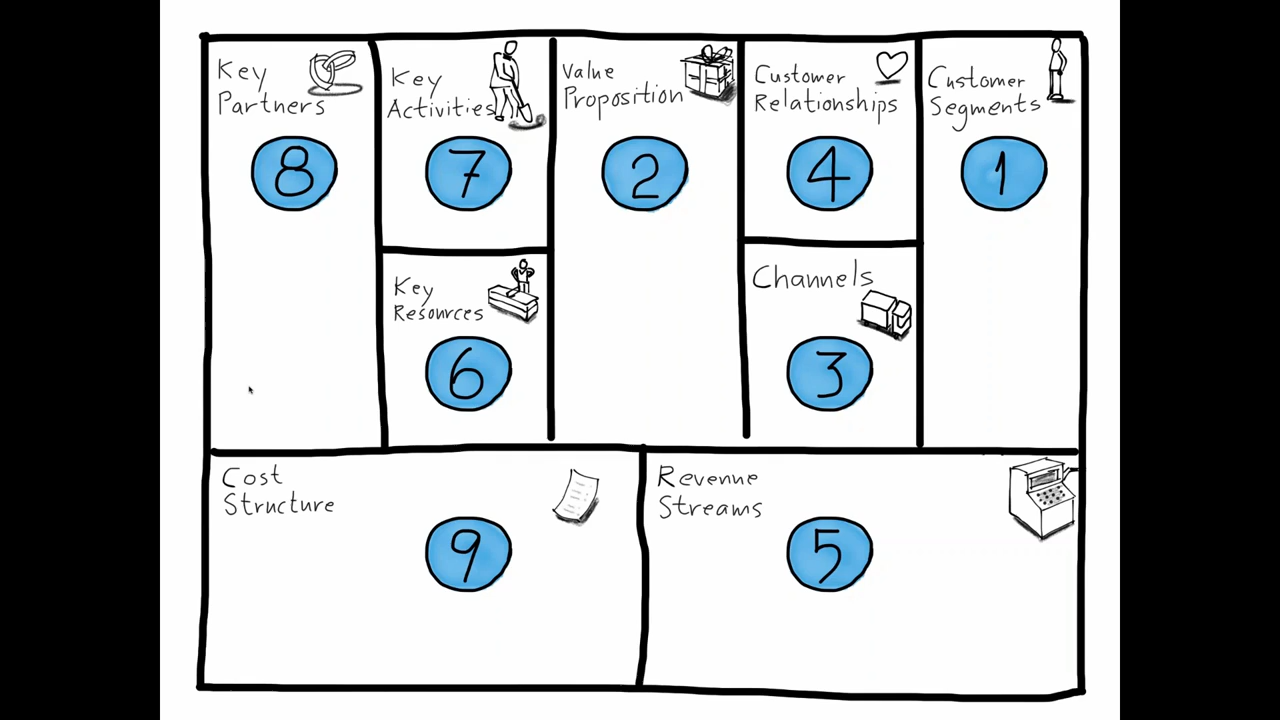 Key
Partners
8
Key
Activities
7
Value
Proposition
2
Customer
Relationships
4
Customer
Segments
1
Key
Resources
6
Channels
3
Cost
Structure
9
Revenue
Streams
5